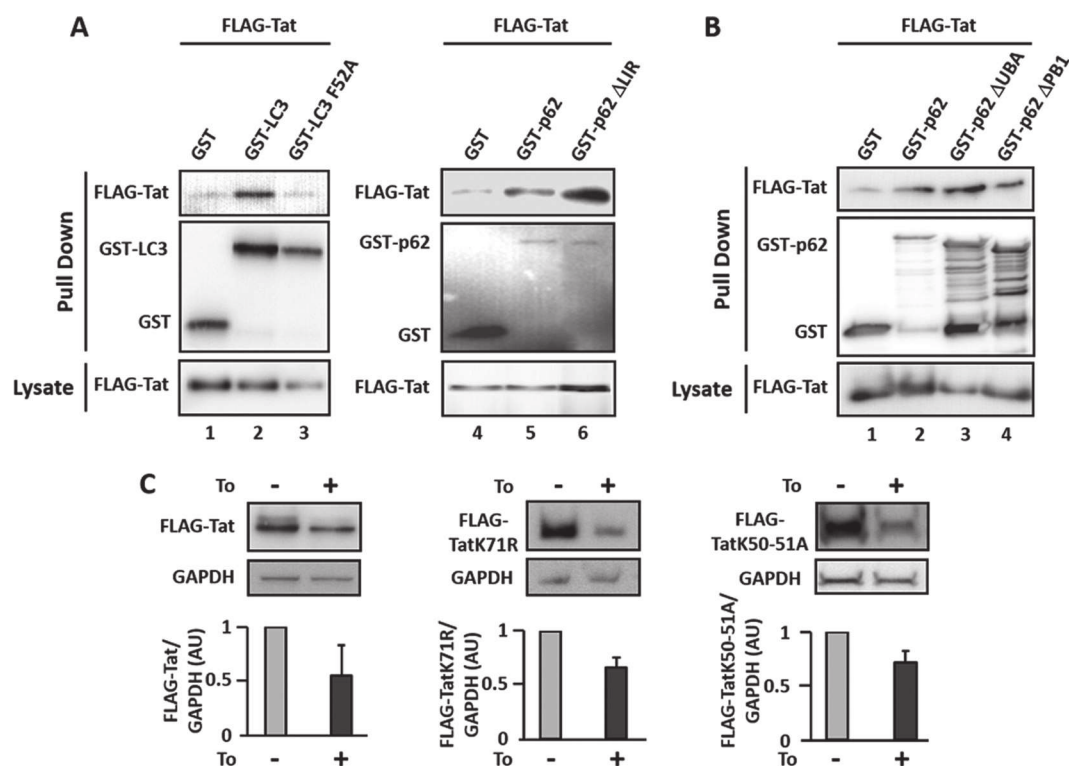 A
FLAG-Tat
GST
GST-LC3
GST-LC3 F52A
Pull Down
FLAG-Tat
GST-LC3
GST
Lysate
FLAG-Tat
1 2 3
FLAG-Tat
GST
GST-p62
GST-p62 ΔLIR
FLAG-Tat
GST-p62
GST
FLAG-Tat
4 5 6
B
FLAG-Tat
GST
GST-p62
GST-p62 ΔUBA
GST-p62 ΔPB1
Pull Down
FLAG-Tat
GST-p62
GST
Lysate
FLAG-Tat
1 2 3 4
C
To - +
FLAG-Tat
GAPDH
FLAG-Tat/
GAPDH (AU)
1
0.5
0
To - +
To - +
FLAG-
TatK71R
GAPDH
FLAG-TatK71R/
GAPDH (AU)
1
0.5
0
To - +
To - +
FLAG-
TatK50-51A
GAPDH
FLAG-TatK50-51A/
GAPDH (AU)
1
0.5
0
To - +